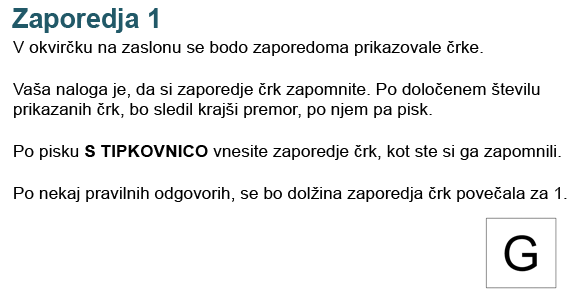 Zaporedja 1
V okvirčku na zaslonu se bodo zaporedoma prikazovale črke.
Vaša naloga je, da si zaporedje črk zapomnite. Po določenem številu
prikazanih črk, bo sledil krajši premor, po njem pa pisk.
Po pisku S TIPKOVNICO vnesite zaporedje črk, kot ste si ga zapomnili.
Po nekaj pravilnih odgovorih, se bo dolžina zaporedja črk povečala za 1.
G